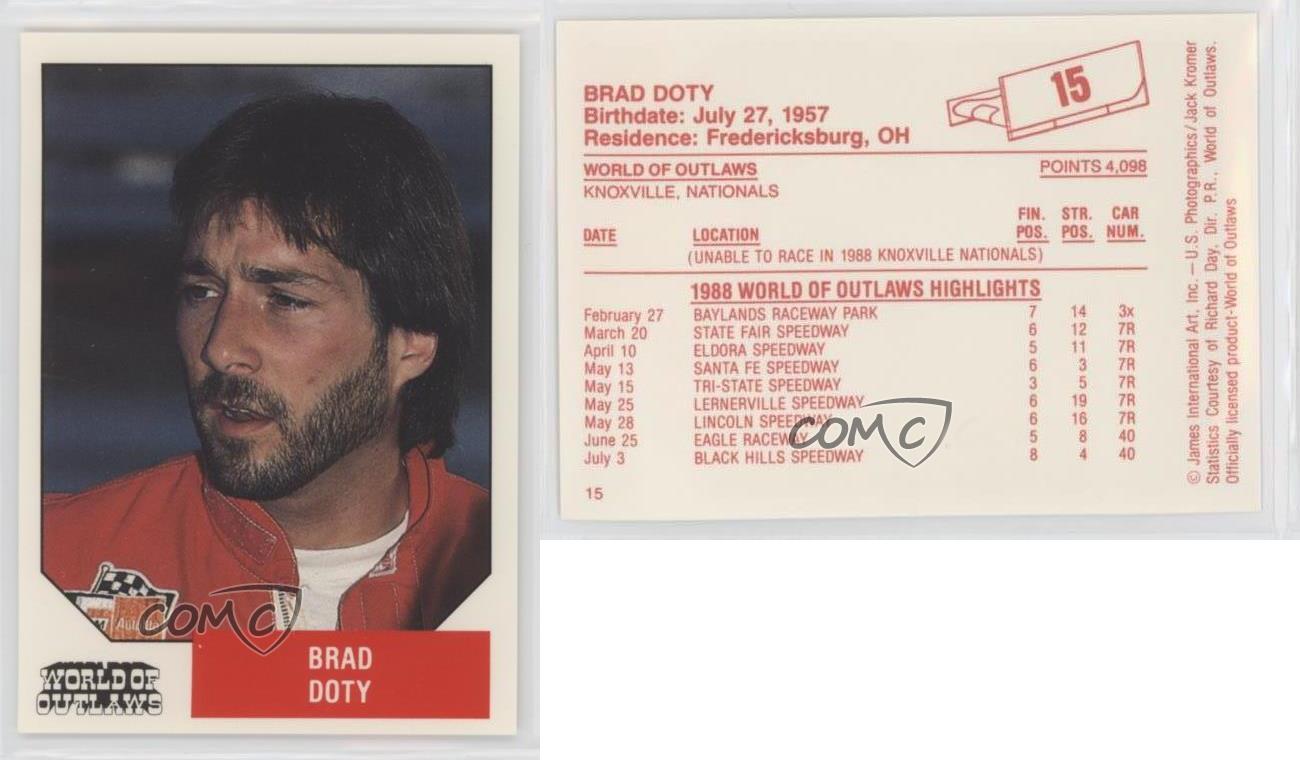 BRAD
DOTY
WORLD OF
OUTLAWS
COMC
BRAD DOTY
Birthdate: July 27, 1957
Residence: Fredericksburg, OH
15
WORLD OF OUTLAWS POINTS 4,098
KNOXVILLE, NATIONALS
FIN. STR. CAR
DATE LOCATION POS. POS. NUM.
(UNABLE TO RACE IN 1988 KNOXVILLE NATIONALS)
1988 WORLD OF OUTLAWS HIGHLIGHTS
February 27 BAYLANDS RACEWAY PARK 7 14 3x
March 20 STATE FAIR SPEEDWAY 6 12 7R
April 10 ELDORA SPEEDWAY 5 11 7R
May 13 SANTA FE SPEEDWAY 6 3 7R
May 15 TRI-STATE SPEEDWAY 3 5 7R
May 25 LERNERVILLE SPEEDWAY 6 19 7R
May 28 LINCOLN SPEEDWAY 6 16 7R
June 25 EAGLE RACEWAY 5 8 40
July 3 BLACK HILLS SPEEDWAY 8 4 40
15
COMC
© James International Art, Inc. — U.S. Photographics/Jack Kromer
Statistics Courtesy of Richard Day, Dir. P.R., World of Outlaws.
Officially licensed product-World of Outlaws